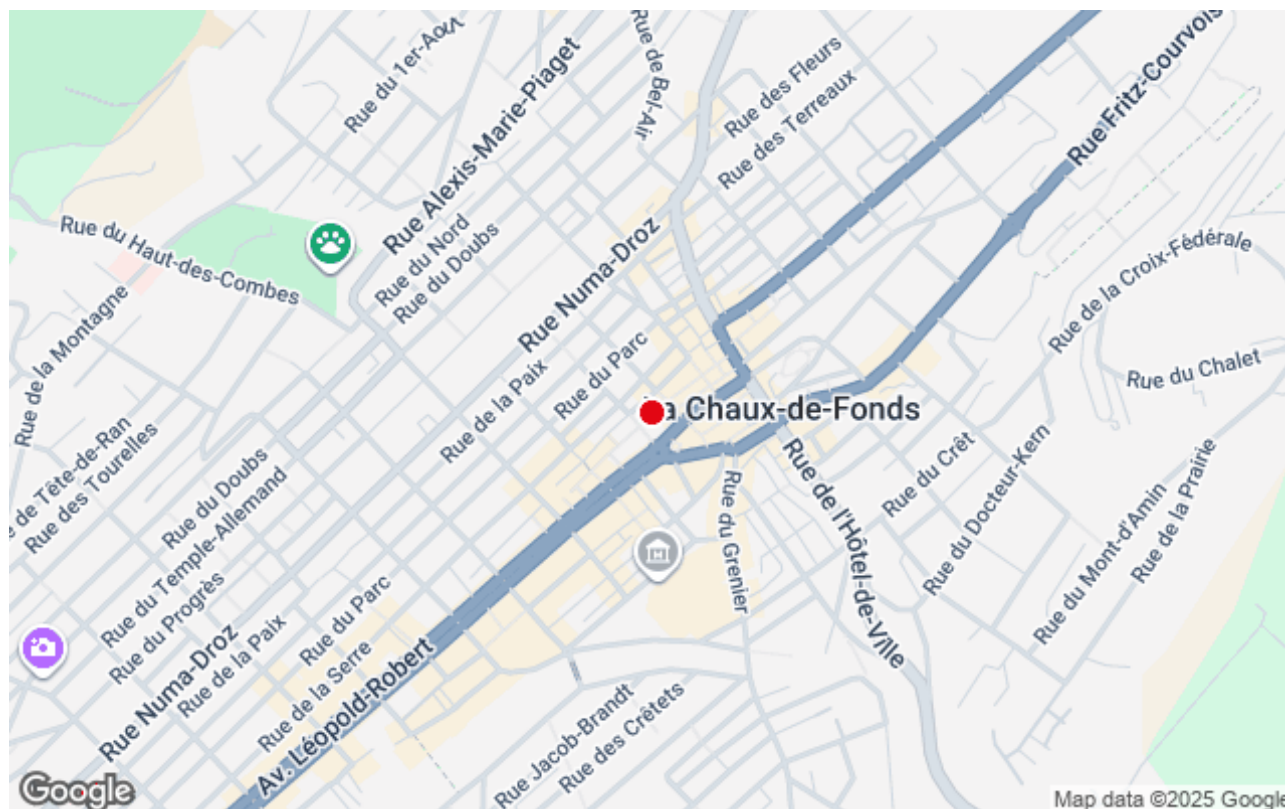 Rue du 1er-Août
Rue Alexis-Marie-Piaget
Rue de Bel-Air
Rue des Fleurs
Rue des Terreaux
Rue Fritz-Courvois
Rue du Haut-des-Combes
Rue du Nord
Rue du Doubs
Rue Numa-Droz
Rue de la Croix-Fédérale
Rue de la Montagne
Rue du Parc
Rue de la Paix
Rue du Chalet
La Chaux-de-Fonds
e de Tête-de-Ran
Rue des Tourelles
Rue du Doubs
Rue du Temple-Allemand
Rue du Progrès
Rue Numa-Droz
Rue de la Paix
Rue du Parc
Rue de la Serre
Av. Léopold-Robert
Rue du Grenier
Rue de l'Hôtel-de-Ville
Rue du Crêt
Rue du Docteur-Kern
Rue du Mont-d'Amin
Rue de la Prairie
Rue Jacob-Brandt
Rue des Crêtets
Google
Map data ©2025 Google